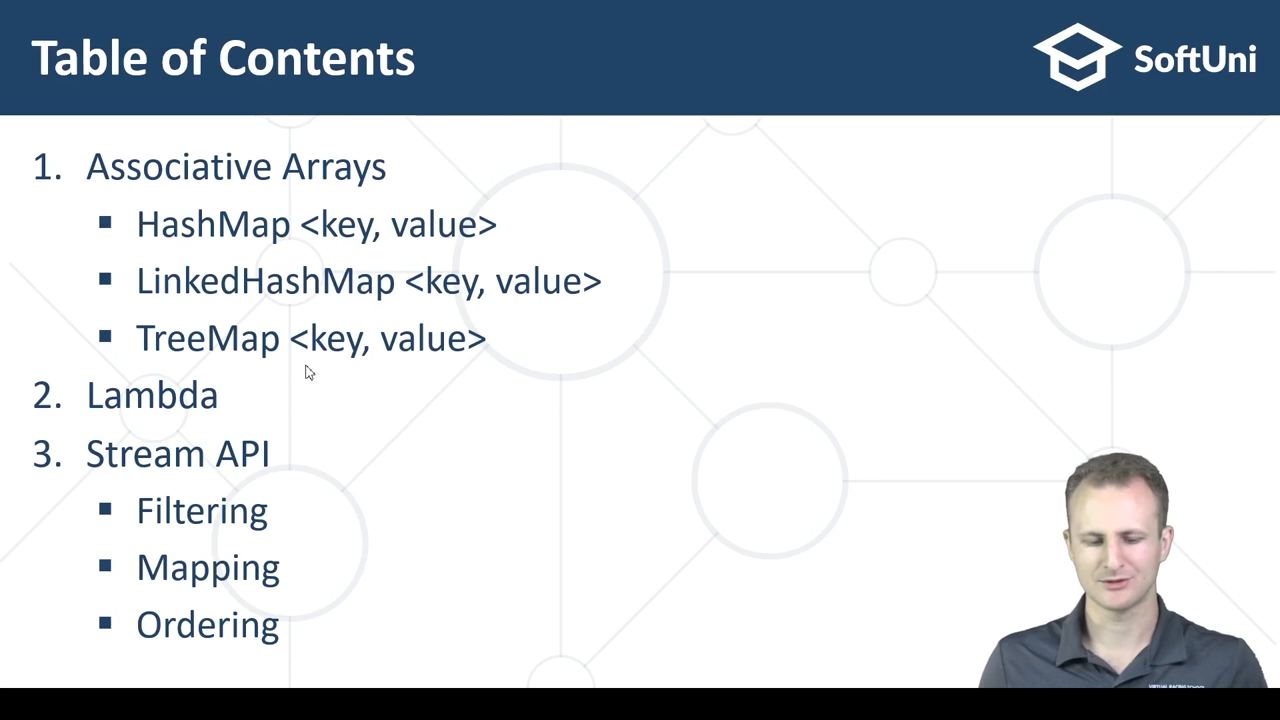 Table of Contents
SoftUni
1. Associative Arrays
▪ HashMap <key, value>
▪ LinkedHashMap <key, value>
▪ TreeMap <key, value>
2. Lambda
3. Stream API
▪ Filtering
▪ Mapping
▪ Ordering